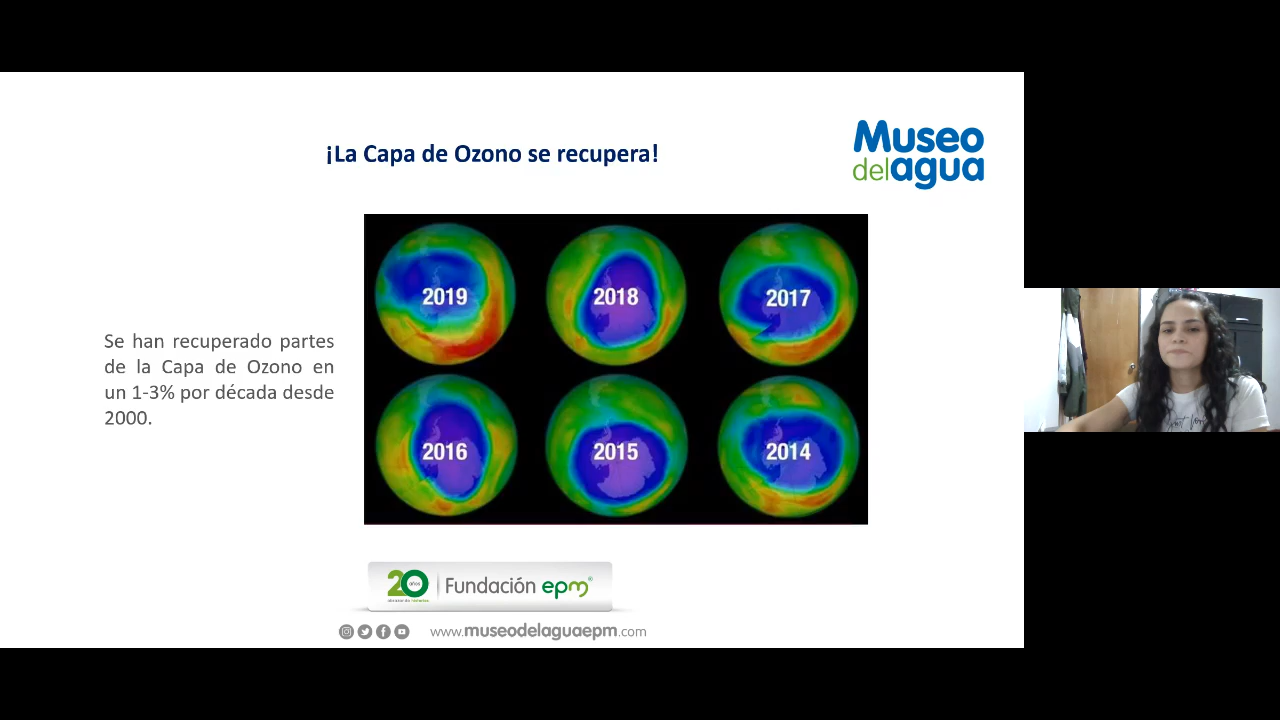 ¡La Capa de Ozono se recupera!
Museo
delagua
Se han recuperado partes
de la Capa de Ozono en
un 1-3% por década desde
2000.
2019
2018
2017
2016
2015
2014
20 años
Fundación epm®
www.museodelaguaepm.com